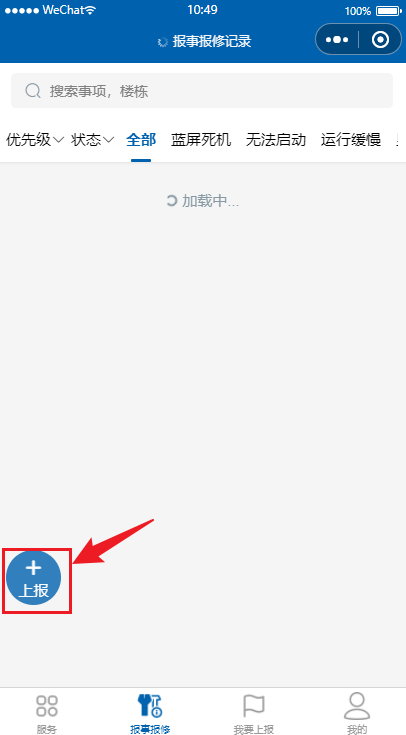 ●●●●● WeChat 10:49 100%
报事报修记录
搜索事项，楼栋
优先级 状态 全部 蓝屏死机 无法启动 运行缓慢
加载中...
+
上报
服务 报事报修 我要上报 我的